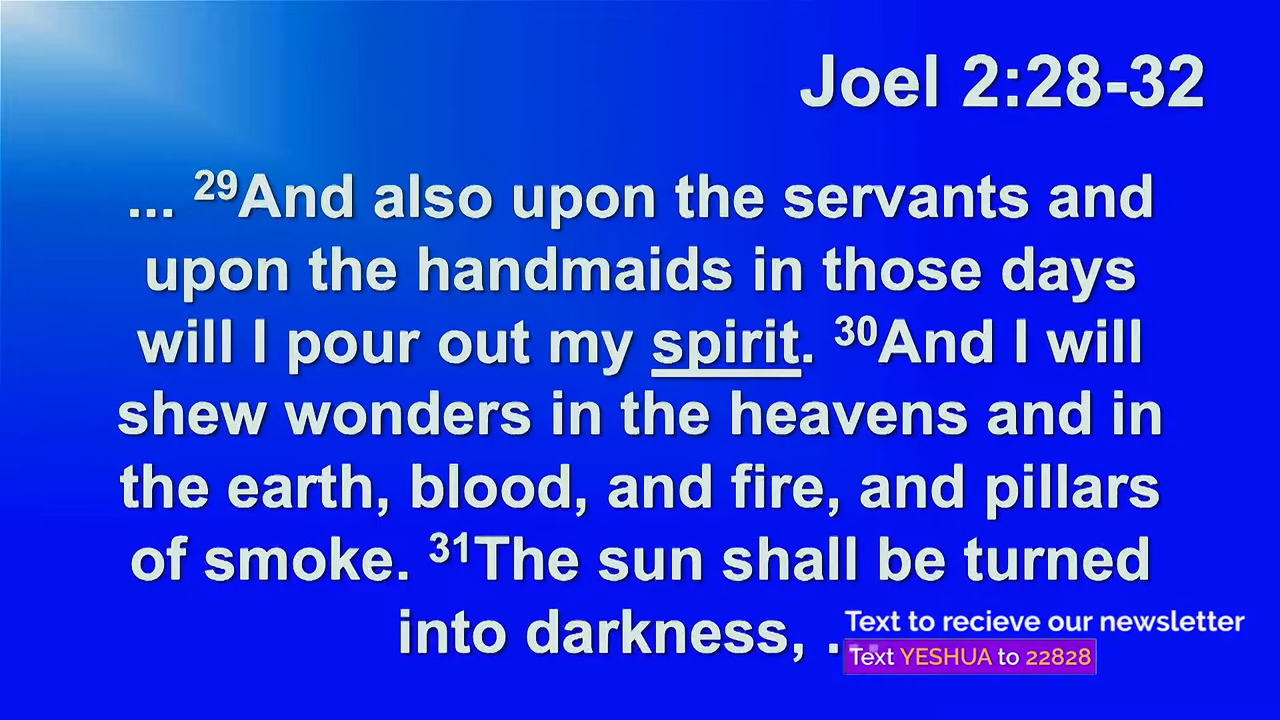 Joel 2:28-32
... 29And also upon the servants and
upon the handmaids in those days
will I pour out my spirit. 30And I will
shew wonders in the heavens and in
the earth, blood, and fire, and pillars
of smoke. 31The sun shall be turned
into darkness, ...
Text to recieve our newsletter
Text YESHUA to 22828